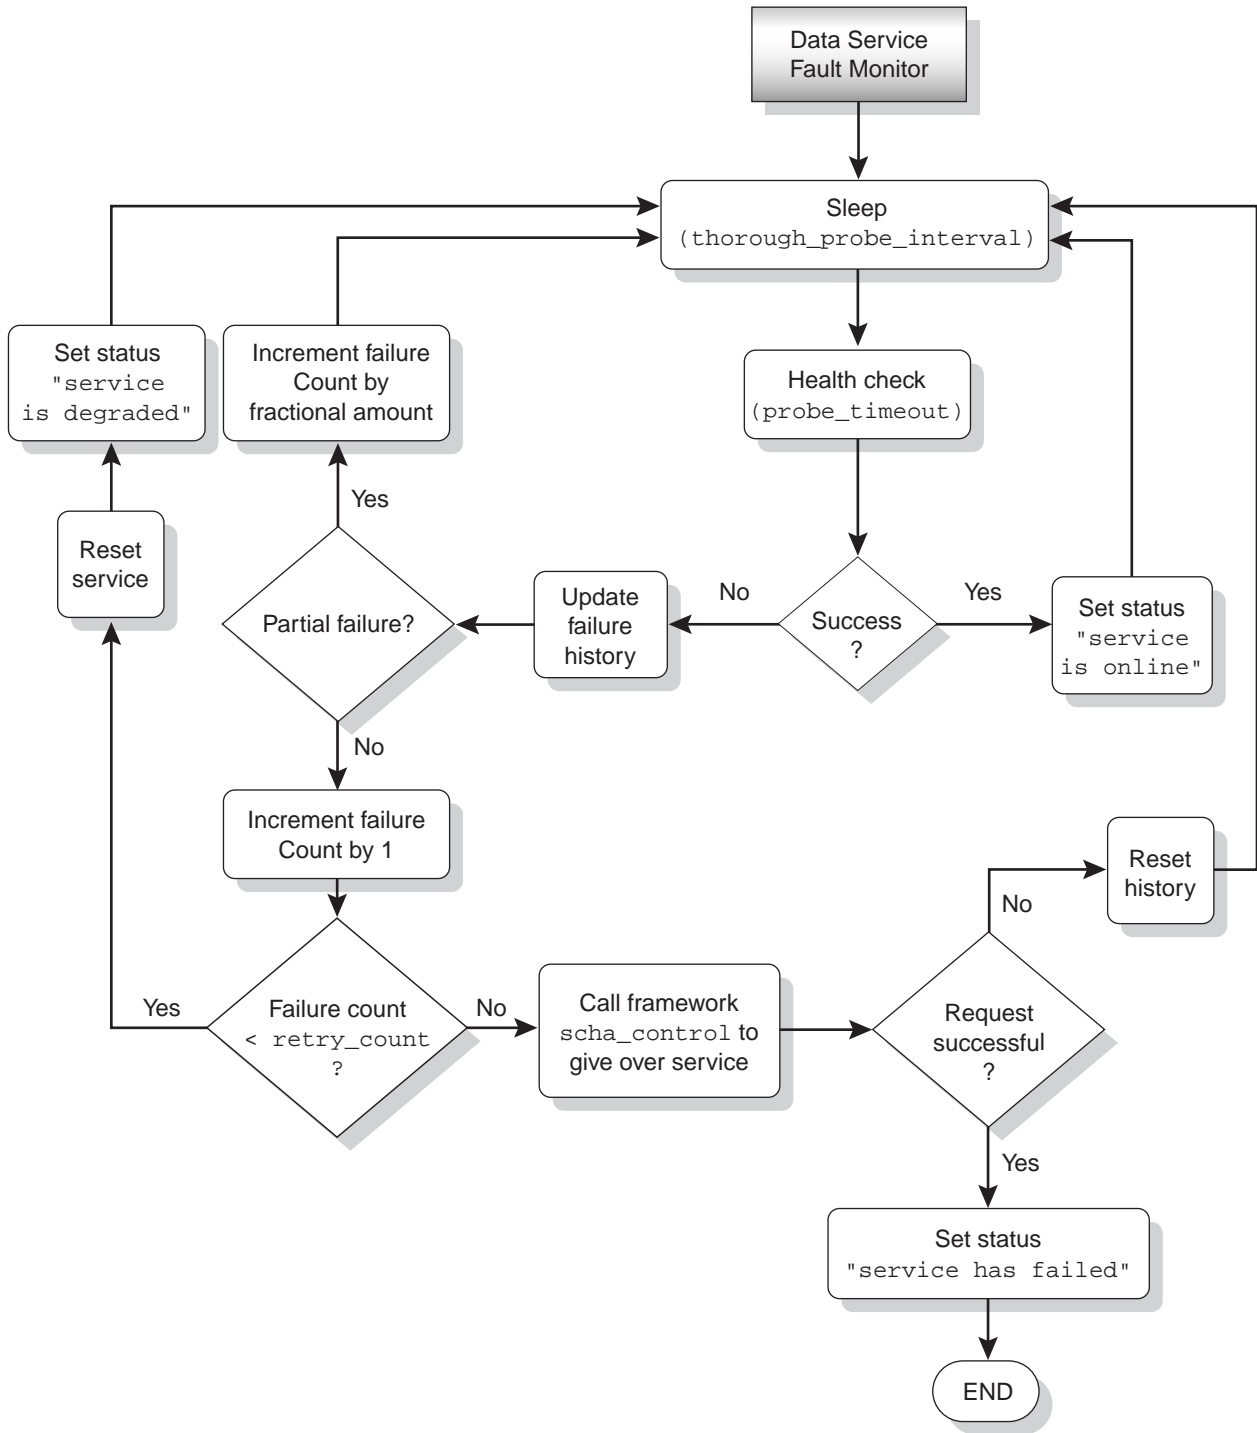 Data Service
Fault Monitor
Sleep
(thorough_probe_interval)
Set status
"service
is degraded"
Increment failure
Count by
fractional amount
Health check
(probe_timeout)
Yes
Reset
service
Partial failure?
Update
failure
history
No
Success
?
Yes
Set status
"service
is online"
No
Increment failure
Count by 1
Reset
history
No
Yes
Failure count
< retry_count
?
No
Call framework
scha_control to
give over service
Request
successful
?
Yes
Set status
"service has failed"
END